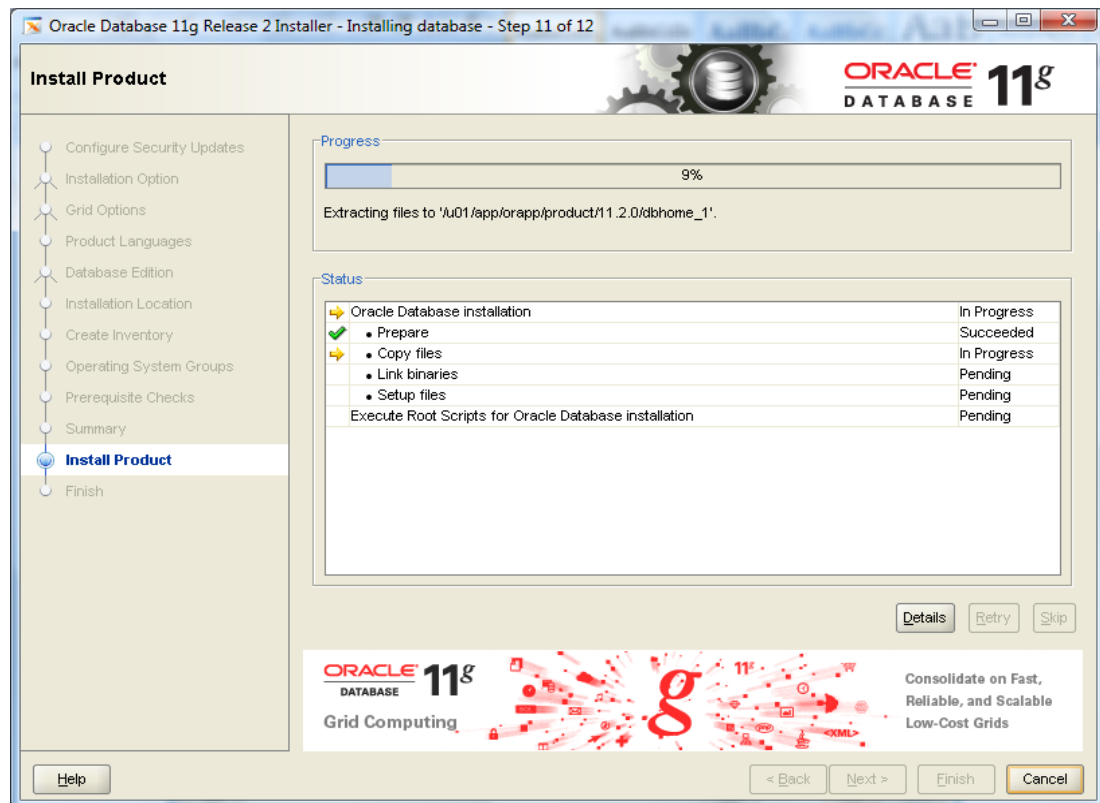 Oracle Database 11g Release 2 Installer - Installing database - Step 11 of 12
Install Product
ORACLE DATABASE 11g
Configure Security Updates
Installation Option
Grid Options
Product Languages
Database Edition
Installation Location
Create Inventory
Operating System Groups
Prerequisite Checks
Summary
Install Product
Finish
Progress
9%
Extracting files to '/u01/app/orapp/product/11.2.0/dbhome_1'.
Status
Oracle Database installation In Progress
• Prepare Succeeded
• Copy files In Progress
• Link binaries Pending
• Setup files Pending
Execute Root Scripts for Oracle Database installation Pending
Details Retry Skip
ORACLE DATABASE 11g
Grid Computing
g
11g
<XML>
Consolidate on Fast,
Reliable, and Scalable
Low-Cost Grids
Help < Back Next > Finish Cancel